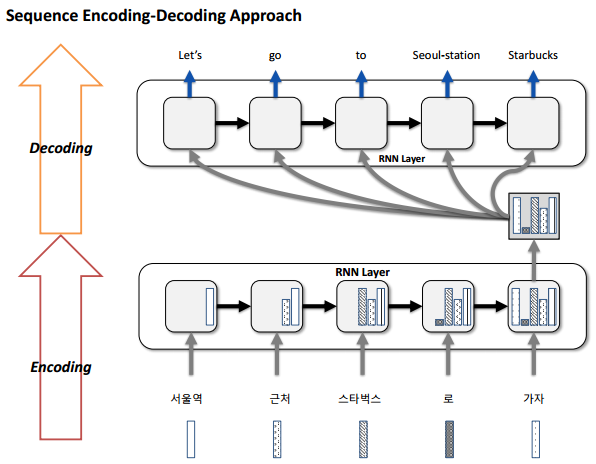 Sequence Encoding-Decoding Approach
Let's go to Seoul-station Starbucks
Decoding
RNN Layer
RNN Layer
Encoding
서울역 근처 스타벅스 로 가자